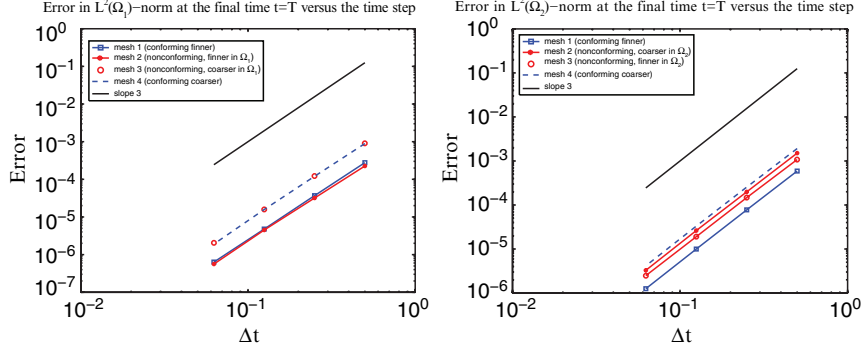 Error in L²(Ω₁)−norm at the final time t=T versus the time step
mesh 1 (conforming finner)
mesh 2 (nonconforming, finner in Ω₁)
mesh 3 (nonconforming, coarser in Ω₁)
mesh 4 (conforming coarser)
slope 3
Error
10⁰
10⁻¹
10⁻²
10⁻³
10⁻⁴
10⁻⁵
10⁻⁶
10⁻⁷
10⁻²
10⁻¹
10⁰
Δt
Error in L²(Ω₂)−norm at the final time t=T versus the time step
mesh 1 (conforming finner)
mesh 2 (nonconforming, coarser in Ω₂)
mesh 3 (nonconforming, finner in Ω₂)
mesh 4 (conforming coarser)
slope 3
Error
10⁰
10⁻¹
10⁻²
10⁻³
10⁻⁴
10⁻⁵
10⁻⁶
10⁻²
10⁻¹
10⁰
Δt